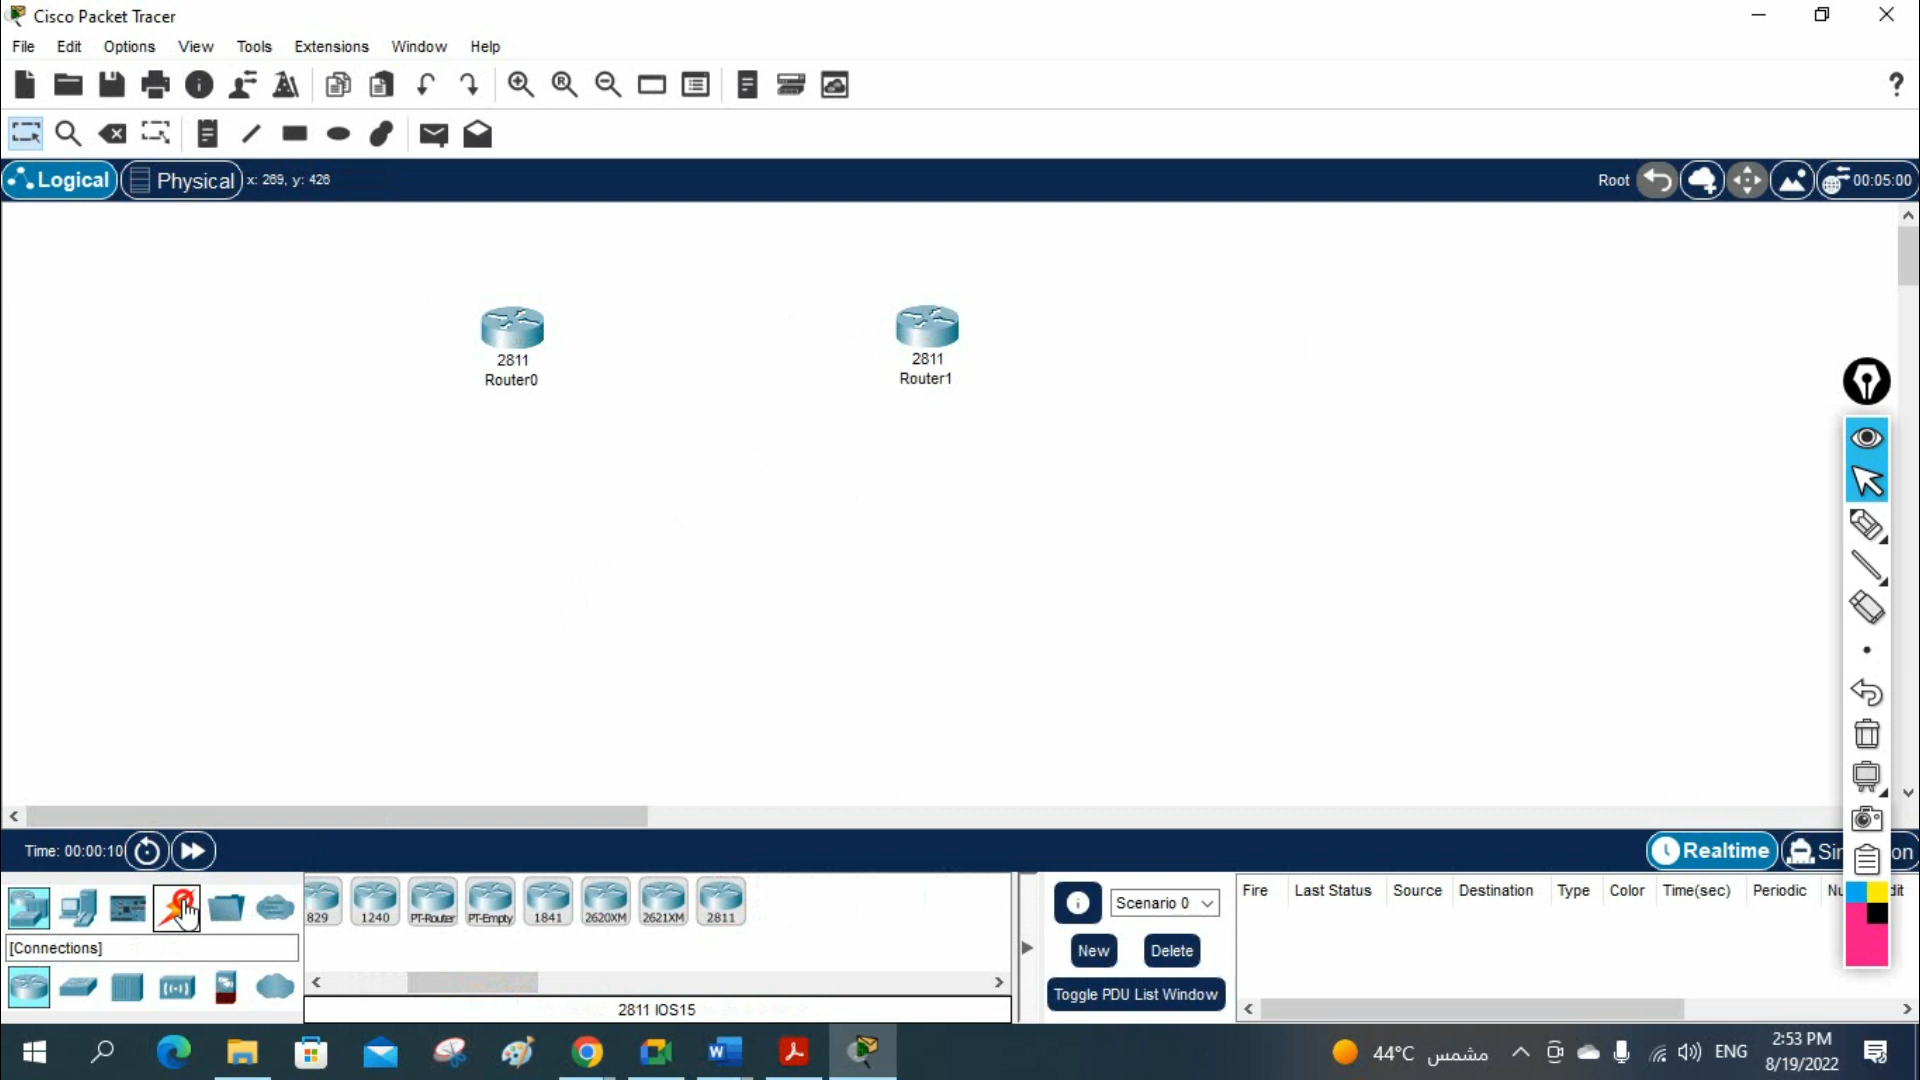 Cisco Packet Tracer
File Edit Options View Tools Extensions Window Help
Logical Physical x: 269, y: 426 Root 00:05:00
2811
Router0
2811
Router1
Time: 00:00:10 Realtime
829 1240 PT-Router PT-Empty 1841 2620XM 2621XM 2811
[Connections]
2811 IOS15
Scenario 0
New Delete
Toggle PDU List Window
Fire Last Status Source Destination Type Color Time(sec) Periodic
44°C مشمس ENG
2:53 PM
8/19/2022